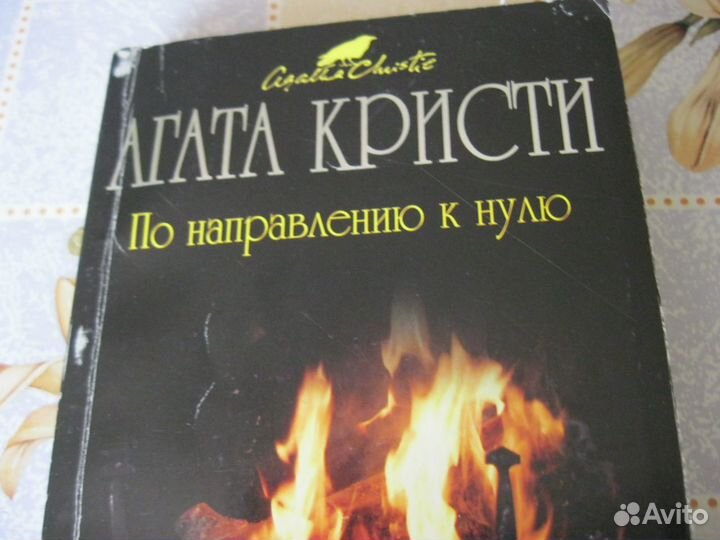 Agatha Christie
АГАТА КРИСТИ
По направлению к нулю
Avito